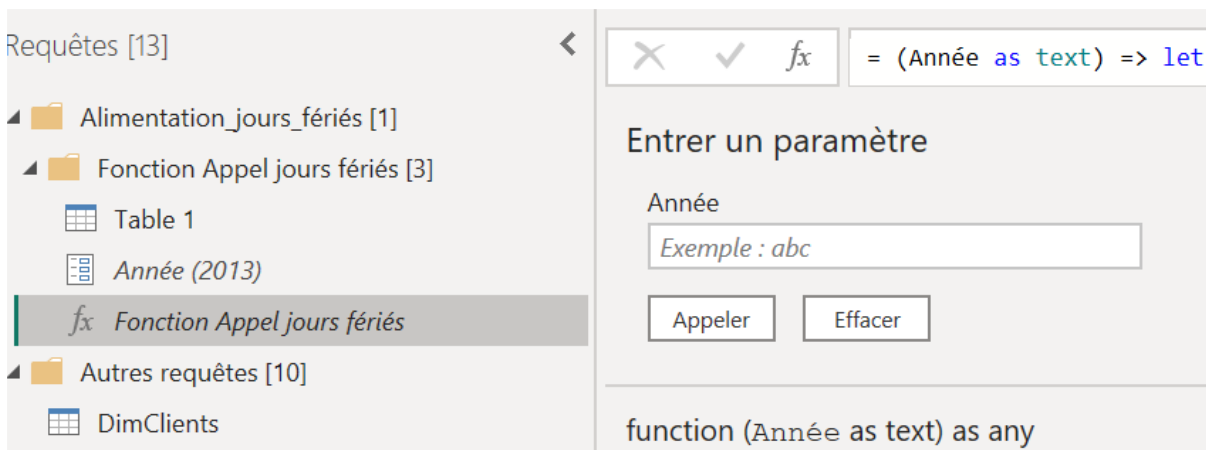 Requêtes [13]
Alimentation_jours_fériés [1]
Fonction Appel jours fériés [3]
Table 1
Année (2013)
fx Fonction Appel jours fériés
Autres requêtes [10]
DimClients
fx
= (Année as text) => let
Entrer un paramètre
Année
Exemple : abc
Appeler Effacer
function (Année as text) as any